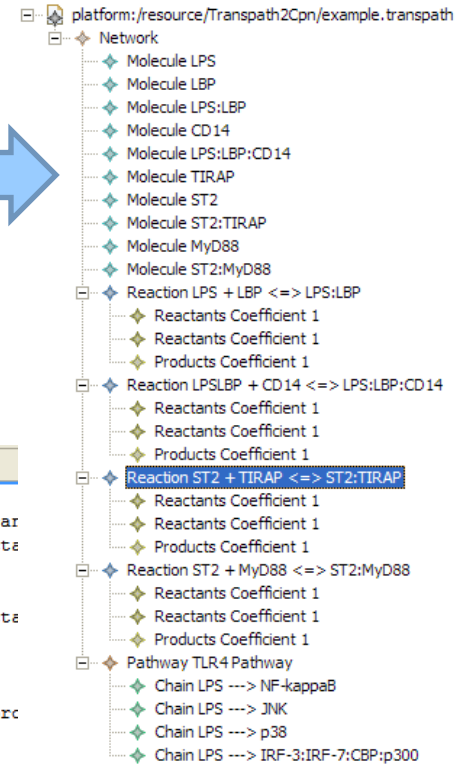 platform:/resource/Transpath2Cpn/example.transpath
Network
Molecule LPS
Molecule LBP
Molecule LPS:LBP
Molecule CD14
Molecule LPS:LBP:CD14
Molecule TIRAP
Molecule ST2
Molecule ST2:TIRAP
Molecule MyD88
Molecule ST2:MyD88
Reaction LPS + LBP <=> LPS:LBP
Reactants Coefficient 1
Reactants Coefficient 1
Products Coefficient 1
Reaction LPSLBP + CD14 <=> LPS:LBP:CD14
Reactants Coefficient 1
Reactants Coefficient 1
Products Coefficient 1
Reaction ST2 + TIRAP <=> ST2:TIRAP
Reactants Coefficient 1
Reactants Coefficient 1
Products Coefficient 1
Reaction ST2 + MyD88 <=> ST2:MyD88
Reactants Coefficient 1
Reactants Coefficient 1
Products Coefficient 1
Pathway TLR4 Pathway
Chain LPS ---> NF-kappaB
Chain LPS ---> JNK
Chain LPS ---> p38
Chain LPS ---> IRF-3:IRF-7:CBP:p300